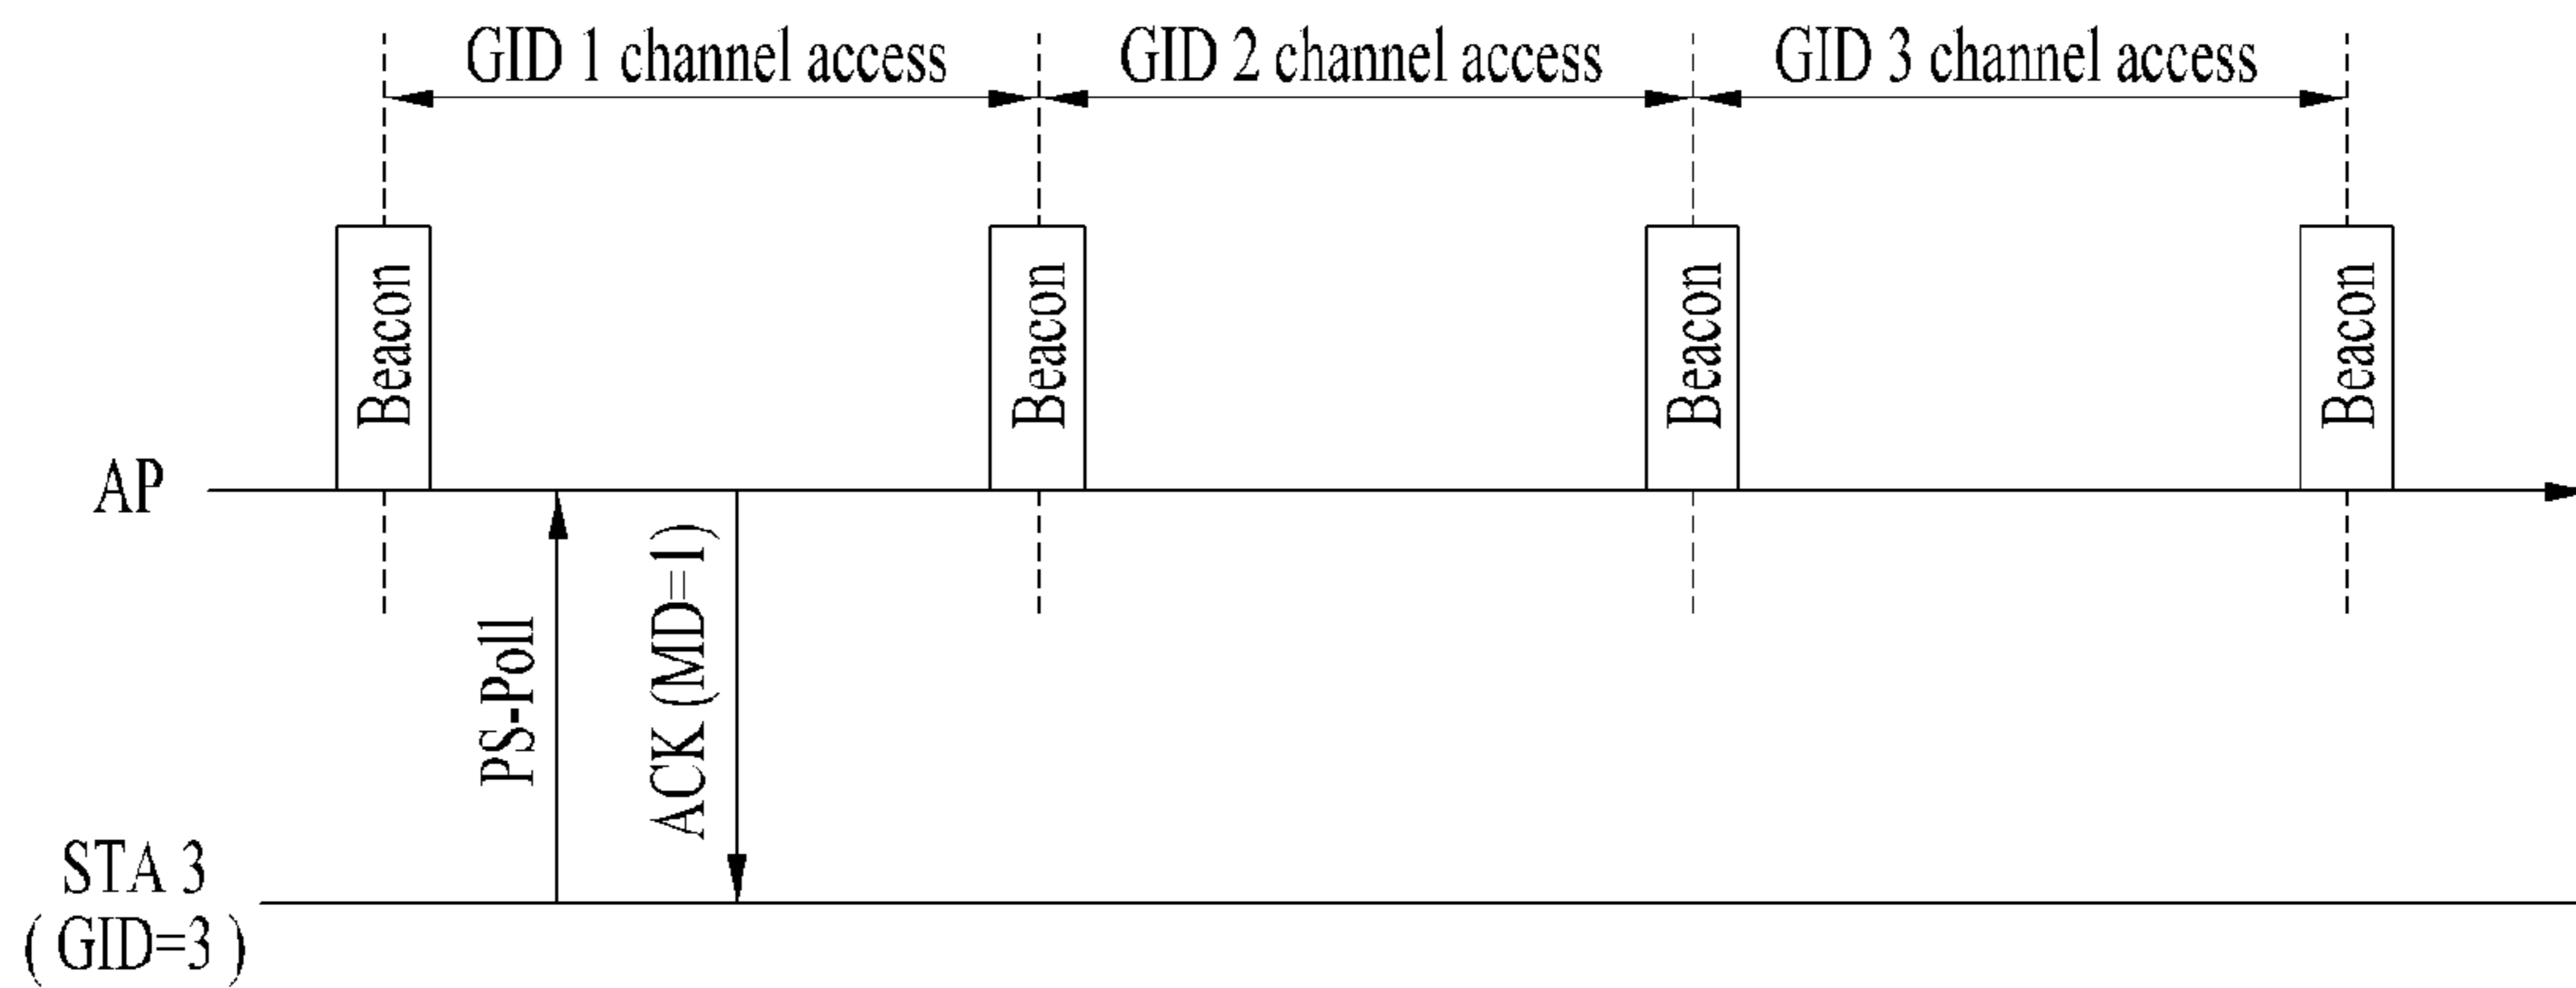 GID 1 channel access
GID 2 channel access
GID 3 channel access
Beacon
Beacon
Beacon
Beacon
AP
PS-Poll
ACK (MD=1)
STA 3
( GID=3 )